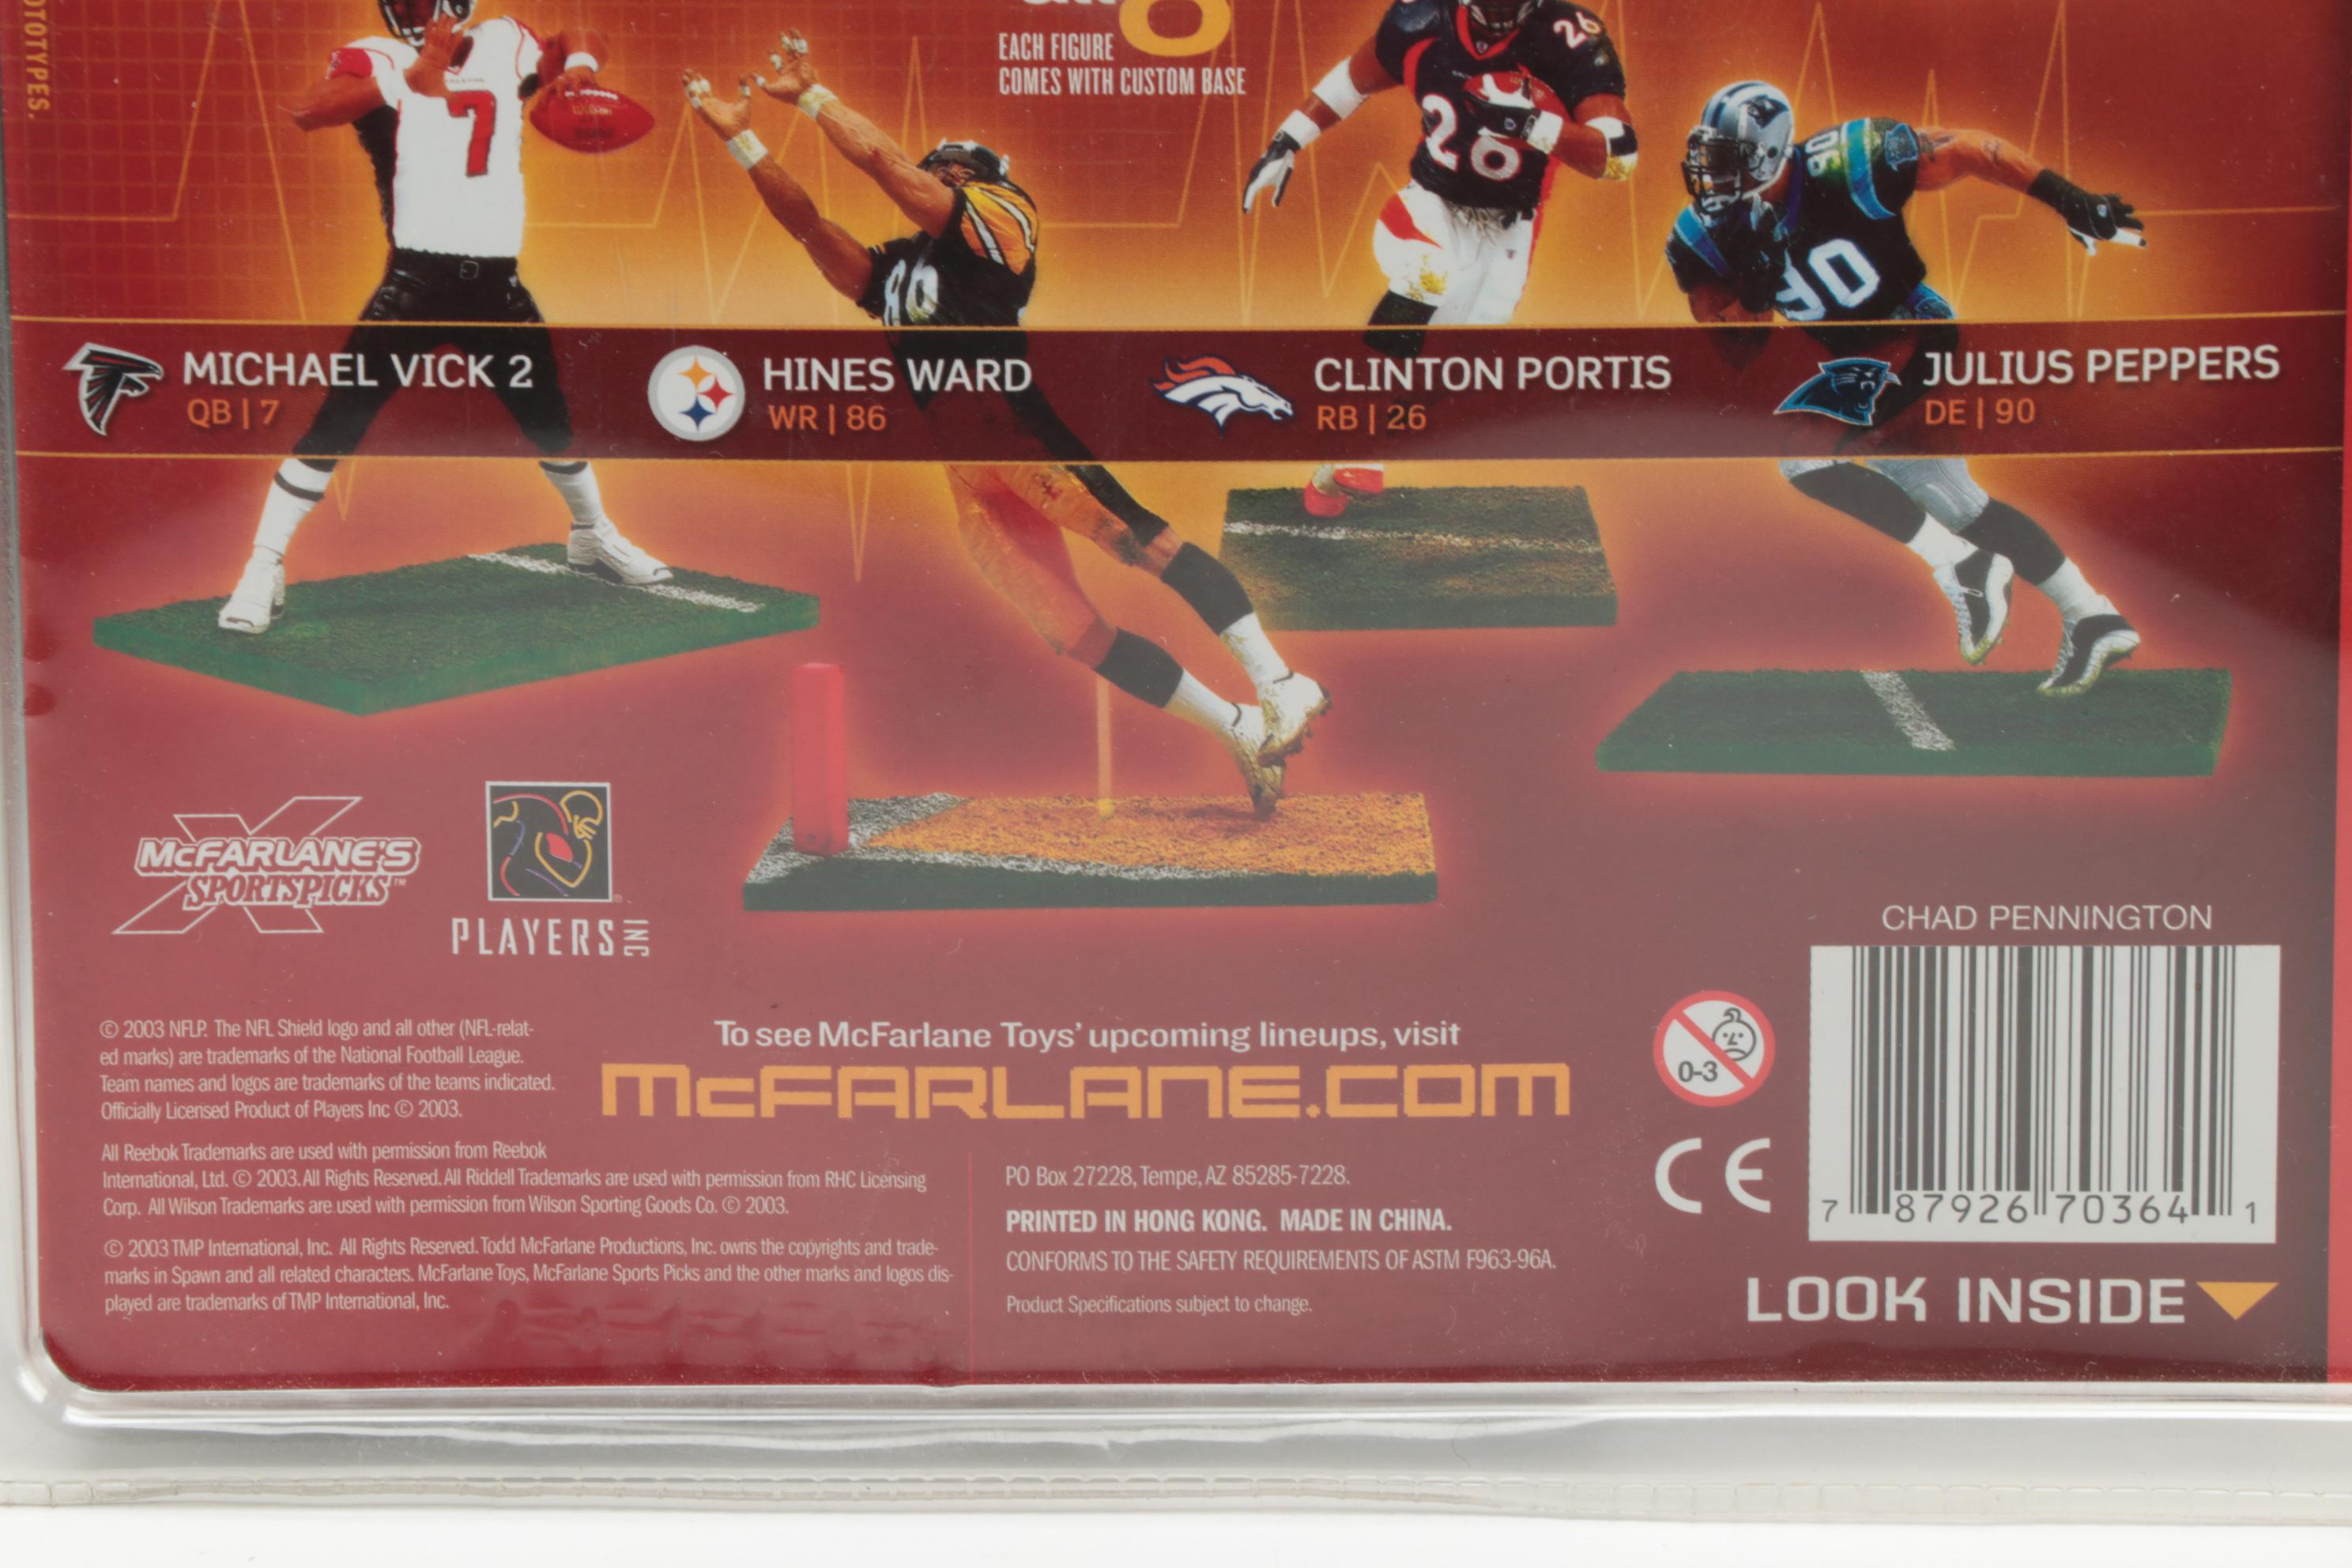 OTOTYPES.
EACH FIGURE
COMES WITH CUSTOM BASE
8
7
26
26
86
90
90
MICHAEL VICK 2
QB | 7
HINES WARD
WR | 86
CLINTON PORTIS
RB | 26
JULIUS PEPPERS
DE | 90
McFARLANE'S
SPORTSPICKS™
PLAYERS INC
CHAD PENNINGTON
© 2003 NFLP. The NFL Shield logo and all other (NFL-relat-
ed marks) are trademarks of the National Football League.
Team names and logos are trademarks of the teams indicated.
Officially Licensed Product of Players Inc © 2003.
All Reebok Trademarks are used with permission from Reebok
International, Ltd. © 2003. All Rights Reserved. All Riddell Trademarks are used with permission from RHC Licensing
Corp. All Wilson Trademarks are used with permission from Wilson Sporting Goods Co. © 2003.
© 2003 TMP International, Inc. All Rights Reserved. Todd McFarlane Productions, Inc. owns the copyrights and trade-
marks in Spawn and all related characters. McFarlane Toys, McFarlane Sports Picks and the other marks and logos dis-
played are trademarks of TMP International, Inc.
To see McFarlane Toys' upcoming lineups, visit
McFARLANE.COM
PO Box 27228, Tempe, AZ 85285-7228.
PRINTED IN HONG KONG. MADE IN CHINA.
CONFORMS TO THE SAFETY REQUIREMENTS OF ASTM F963-96A.
Product Specifications subject to change.
0-3
CE
7 87926 70364 1
LOOK INSIDE